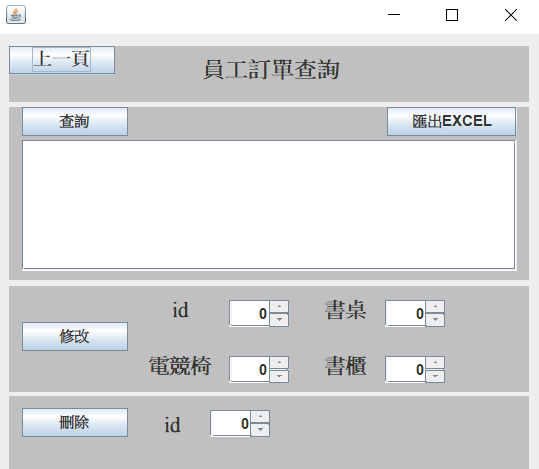 上一頁
員工訂單查詢
查詢 匯出EXCEL
id 0 書桌 0
修改
電競椅 0 書櫃 0
刪除 id 0